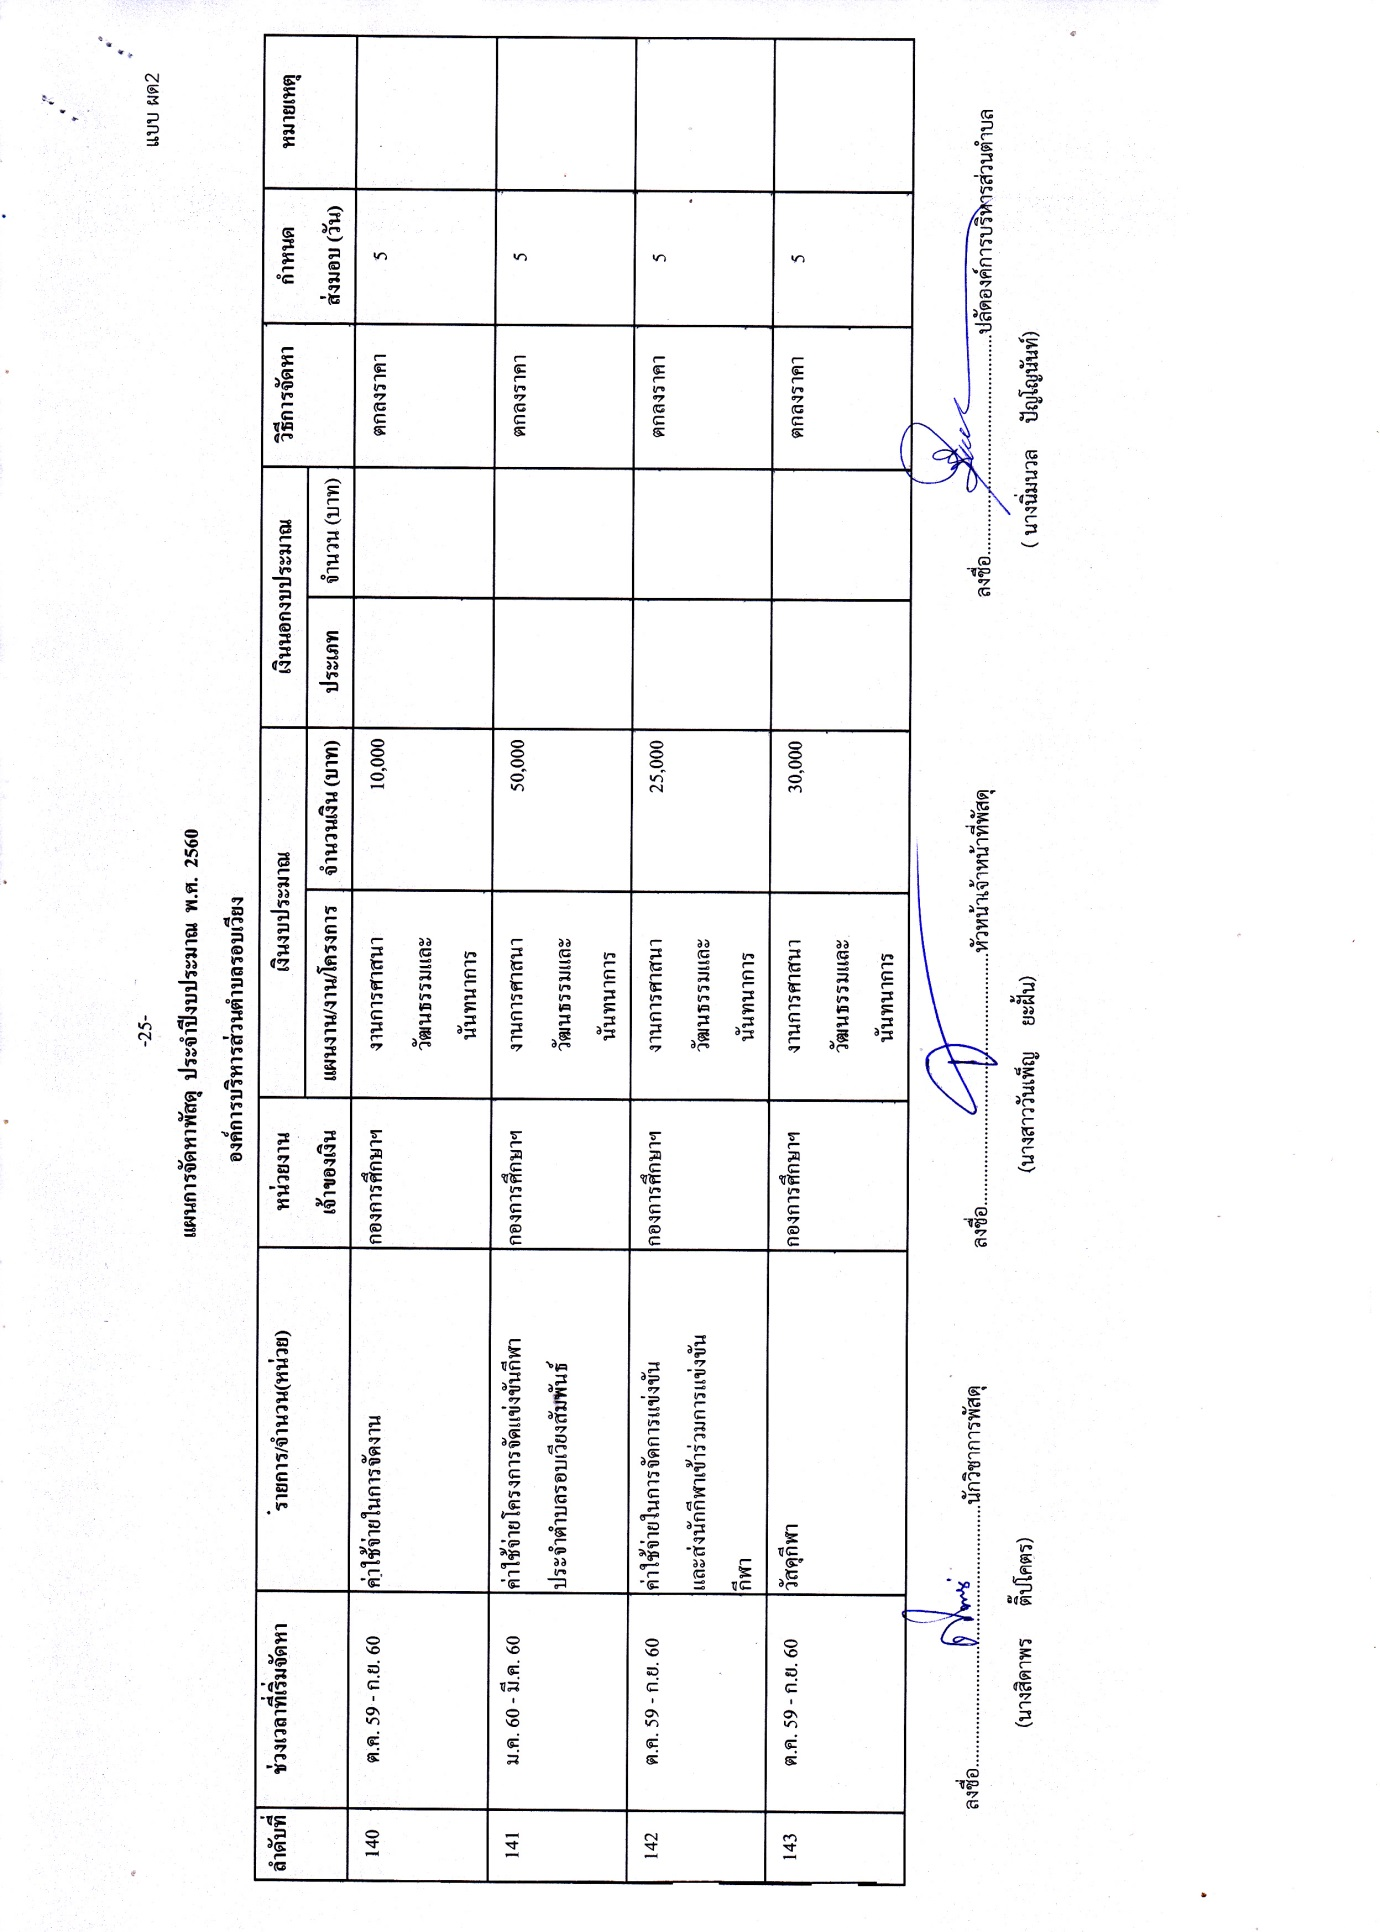 -25-
แบบ ผด2
แผนการจัดหาพัสดุ ประจำปีงบประมาณ พ.ศ. 2560
องค์การบริหารส่วนตำบลรอบเวียง
ลำดับที่ ช่วงเวลาที่เริ่มจัดหา รายการ/จำนวน(หน่วย) หน่วยงาน เงินงบประมาณ เงินนอกงบประมาณ วิธีการจัดหา กำหนด หมายเหตุ
เจ้าของเงิน แผนงาน/งาน/โครงการ จำนวนเงิน (บาท) ประเภท จำนวน (บาท) ส่งมอบ (วัน)
140 ต.ค. 59 - ก.ย. 60 ค่าใช้จ่ายในการจัดงาน กองการศึกษาฯ งานการศาสนา 10,000 ตกลงราคา 5
วัฒนธรรมและ
นันทนาการ
141 ม.ค. 60 - มี.ค. 60 ค่าใช้จ่ายโครงการจัดแข่งขันกีฬา กองการศึกษาฯ งานการศาสนา 50,000 ตกลงราคา 5
ประจำตำบลรอบเวียงสัมพันธ์ วัฒนธรรมและ
นันทนาการ
142 ต.ค. 59 - ก.ย. 60 ค่าใช้จ่ายในการจัดการแข่งขัน กองการศึกษาฯ งานการศาสนา 25,000 ตกลงราคา 5
และส่งนักกีฬาเข้าร่วมการแข่งขัน วัฒนธรรมและ
กีฬา นันทนาการ
143 ต.ค. 59 - ก.ย. 60 วัสดุกีฬา กองการศึกษาฯ งานการศาสนา 30,000 ตกลงราคา 5
วัฒนธรรมและ
นันทนาการ
ลงชื่อ........................................นักวิชาการพัสดุ ลงชื่อ........................................หัวหน้าเจ้าหน้าที่พัสดุ ลงชื่อ........................................ปลัดองค์การบริหารส่วนตำบล
(นางสิดาพร ติ๊บโคตร) (นางสาววันเพ็ญ ยะฝั้น) ( นางนิ่มนวล ปัญโญนันท์)